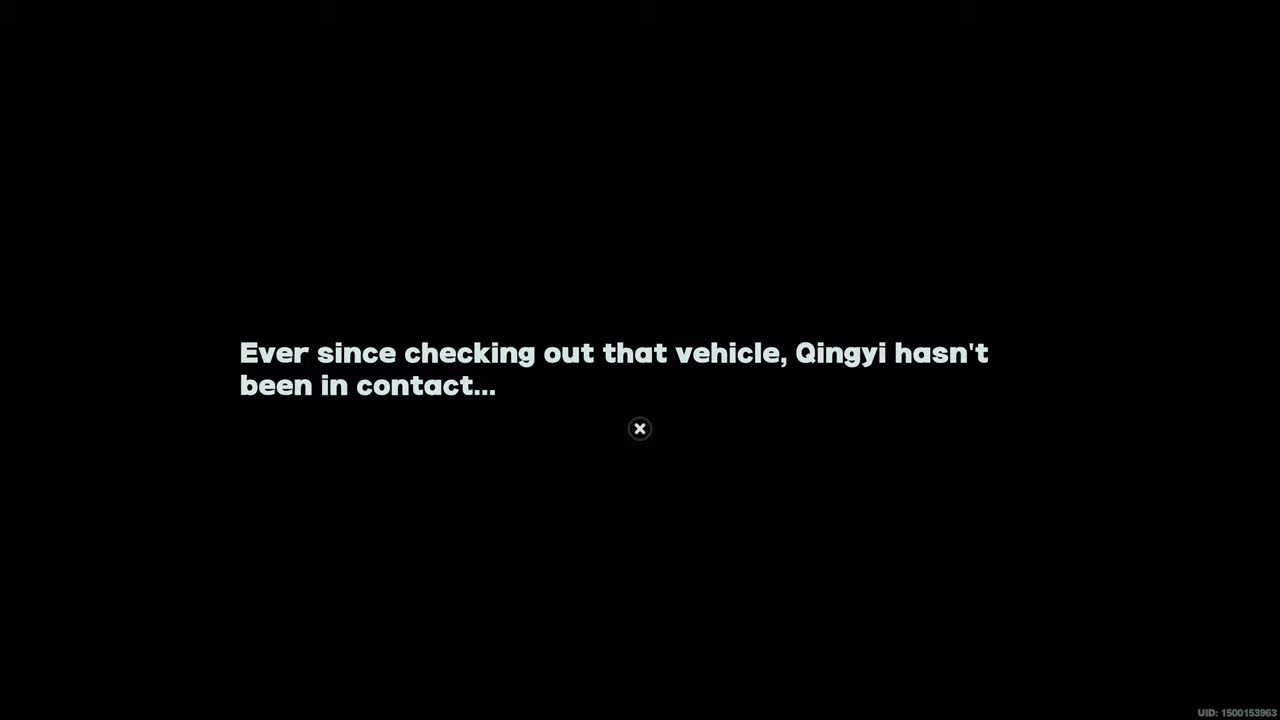 Ever since checking out that vehicle, Qingyi hasn't
been in contact...
UID: 1500153963